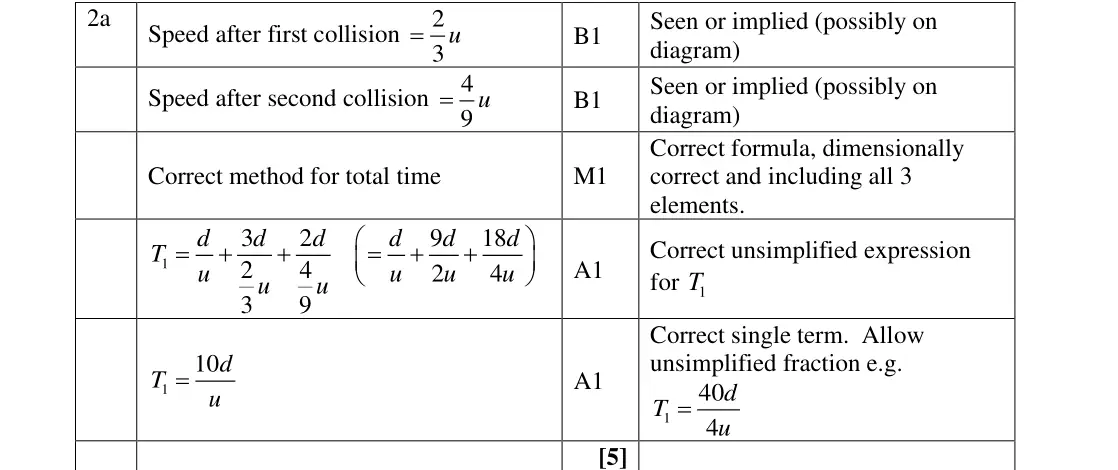 2a
Speed after first collision = 2/3 u
B1
Seen or implied (possibly on
diagram)
Speed after second collision = 4/9 u
B1
Seen or implied (possibly on
diagram)
Correct method for total time
M1
Correct formula, dimensionally
correct and including all 3
elements.
T₁ = d/u + 3d/(2/3 u) + 2d/(4/9 u) (= d/u + 9d/2u + 18d/4u)
A1
Correct unsimplified expression
for T₁
T₁ = 10d/u
A1
Correct single term. Allow
unsimplified fraction e.g.
T₁ = 40d/4u
[5]